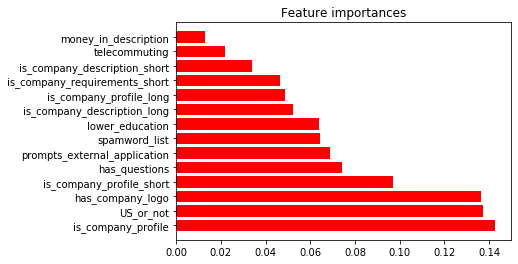 Feature importances
money_in_description
telecommuting
is_company_description_short
is_company_requirements_short
is_company_profile_long
is_company_description_long
lower_education
spamword_list
prompts_external_application
has_questions
is_company_profile_short
has_company_logo
US_or_not
is_company_profile
0.00 0.02 0.04 0.06 0.08 0.10 0.12 0.14